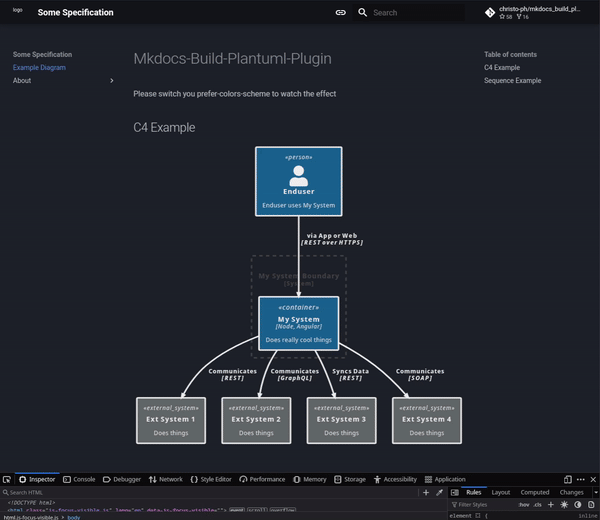 logo
Some Specification
Search
christo-ph/mkdocs_build_pl...
58 16
Some Specification
Example Diagram
About
Mkdocs-Build-Plantuml-Plugin
Please switch you prefer-colors-scheme to watch the effect
C4 Example
Table of contents
C4 Example
Sequence Example
«person»
Enduser
Enduser uses My System
via App or Web
[REST over HTTPS]
My System Boundary
[System]
«container»
My System
[Node, Angular]
Does really cool things
Communicates
[REST]
Communicates
[GraphQL]
Syncs Data
[REST]
Communicates
[SOAP]
«external_system»
Ext System 1
Does things
«external_system»
Ext System 2
Does things
«external_system»
Ext System 3
Does things
«external_system»
Ext System 4
Does things
Inspector Console Debugger Network Style Editor Performance Memory Storage Accessibility Application
Search HTML
Rules Layout Computed Changes
<!DOCTYPE html>
<html class="js-focus-visible js" lang="en" data-js-focus-visible=""> event scroll overflow
Filter Styles :hov .cls
html.js-focus-visible.js body
element { inline